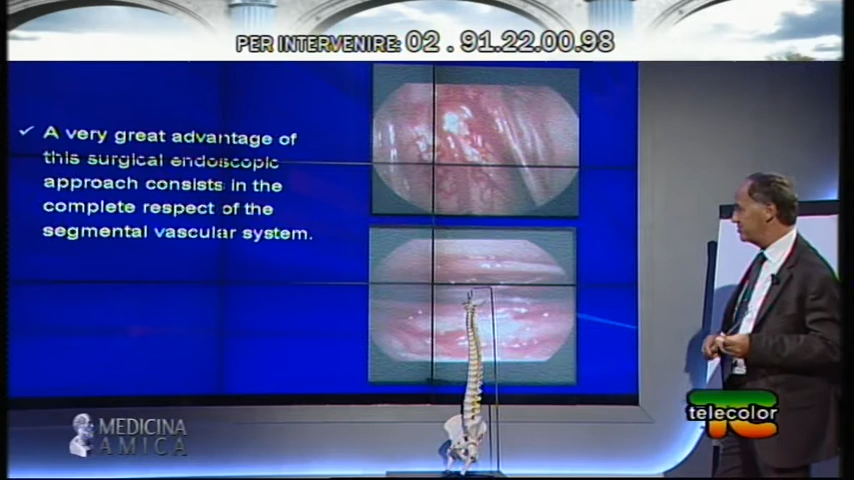 PER INTERVENIRE: 02 . 91.22.00.98
✓ A very great advantage of
this surgical endoscopic
approach consists in the
complete respect of the
segmental vascular system.
MEDICINA
AMICA
telecolor
TC